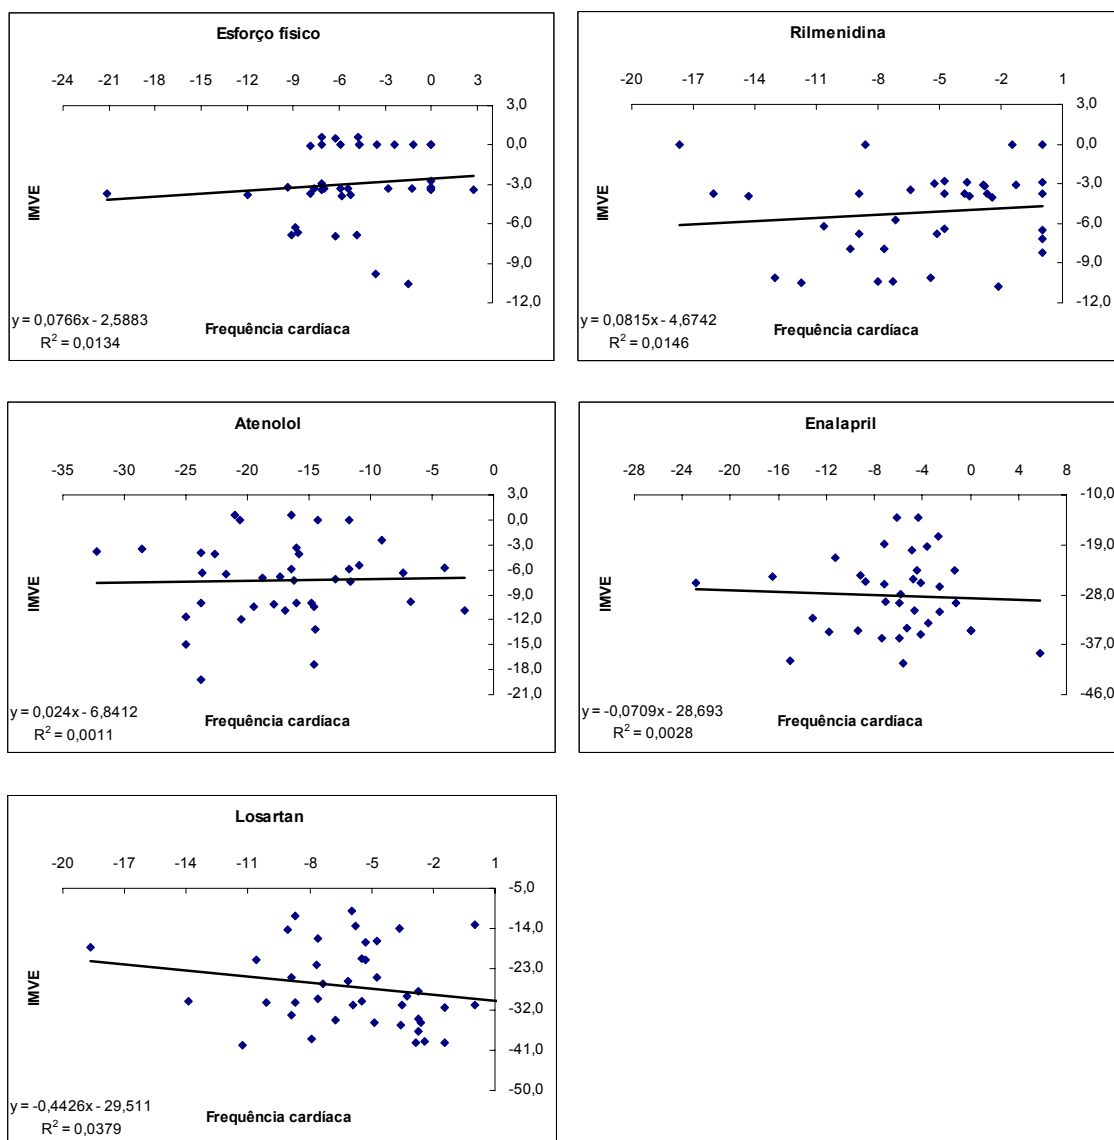 Esforço físico
-24 -21 -18 -15 -12 -9 -6 -3 0 3
3,0
0,0
-3,0
-6,0
-9,0
-12,0
IMVE
y = 0,0766x - 2,5883
R² = 0,0134
Frequência cardíaca
Rilmenidina
-20 -17 -14 -11 -8 -5 -2 1
3,0
0,0
-3,0
-6,0
-9,0
-12,0
IMVE
y = 0,0815x - 4,6742
R² = 0,0146
Frequência cardíaca
Atenolol
-35 -30 -25 -20 -15 -10 -5 0
3,0
0,0
-3,0
-6,0
-9,0
-12,0
-15,0
-18,0
-21,0
IMVE
y = 0,024x - 6,8412
R² = 0,0011
Frequência cardíaca
Enalapril
-28 -24 -20 -16 -12 -8 -4 0 4 8
-10,0
-19,0
-28,0
-37,0
-46,0
IMVE
y = -0,0709x - 28,693
R² = 0,0028
Frequência cardíaca
Losartan
-20 -17 -14 -11 -8 -5 -2 1
-5,0
-14,0
-23,0
-32,0
-41,0
-50,0
IMVE
y = -0,4426x - 29,511
R² = 0,0379
Frequência cardíaca